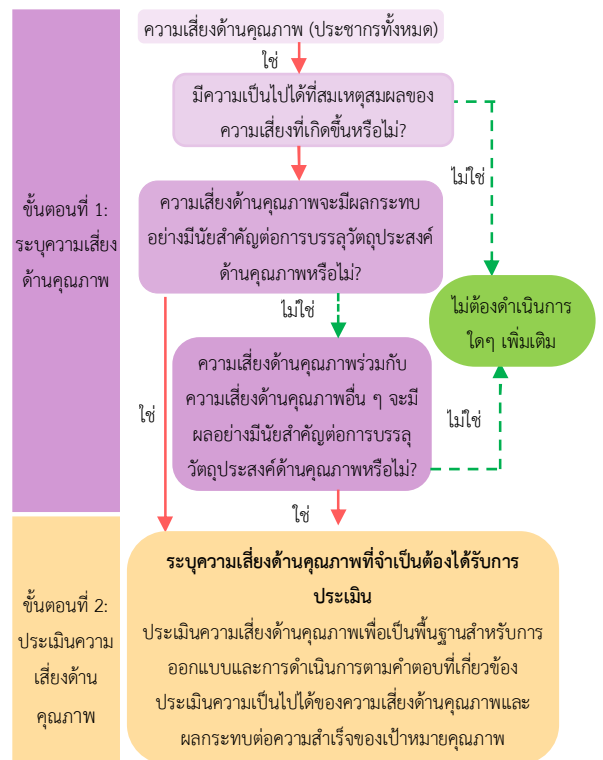 ความเสี่ยงด้านคุณภาพ (ประชากรทั้งหมด)
ใช่
มีความเป็นไปได้ที่สมเหตุสมผลของ
ความเสี่ยงที่เกิดขึ้นหรือไม่?
ไม่ใช่
ขั้นตอนที่ 1:
ระบุความเสี่ยง
ด้านคุณภาพ
ความเสี่ยงด้านคุณภาพจะมีผลกระทบ
อย่างมีนัยสำคัญต่อการบรรลุวัตถุประสงค์
ด้านคุณภาพหรือไม่?
ไม่ใช่
ไม่ต้องดำเนินการ
ใดๆ เพิ่มเติม
ความเสี่ยงด้านคุณภาพร่วมกับ
ความเสี่ยงด้านคุณภาพอื่น ๆ จะมี
ผลอย่างมีนัยสำคัญต่อการบรรลุ
วัตถุประสงค์ด้านคุณภาพหรือไม่?
ใช่
ไม่ใช่
ใช่
ขั้นตอนที่ 2:
ประเมินความ
เสี่ยงด้าน
คุณภาพ
ระบุความเสี่ยงด้านคุณภาพที่จำเป็นต้องได้รับการ
ประเมิน
ประเมินความเสี่ยงด้านคุณภาพเพื่อเป็นพื้นฐานสำหรับการ
ออกแบบและการดำเนินการตามคำตอบที่เกี่ยวข้อง
ประเมินความเป็นไปได้ของความเสี่ยงด้านคุณภาพและ
ผลกระทบต่อความสำเร็จของเป้าหมายคุณภาพ